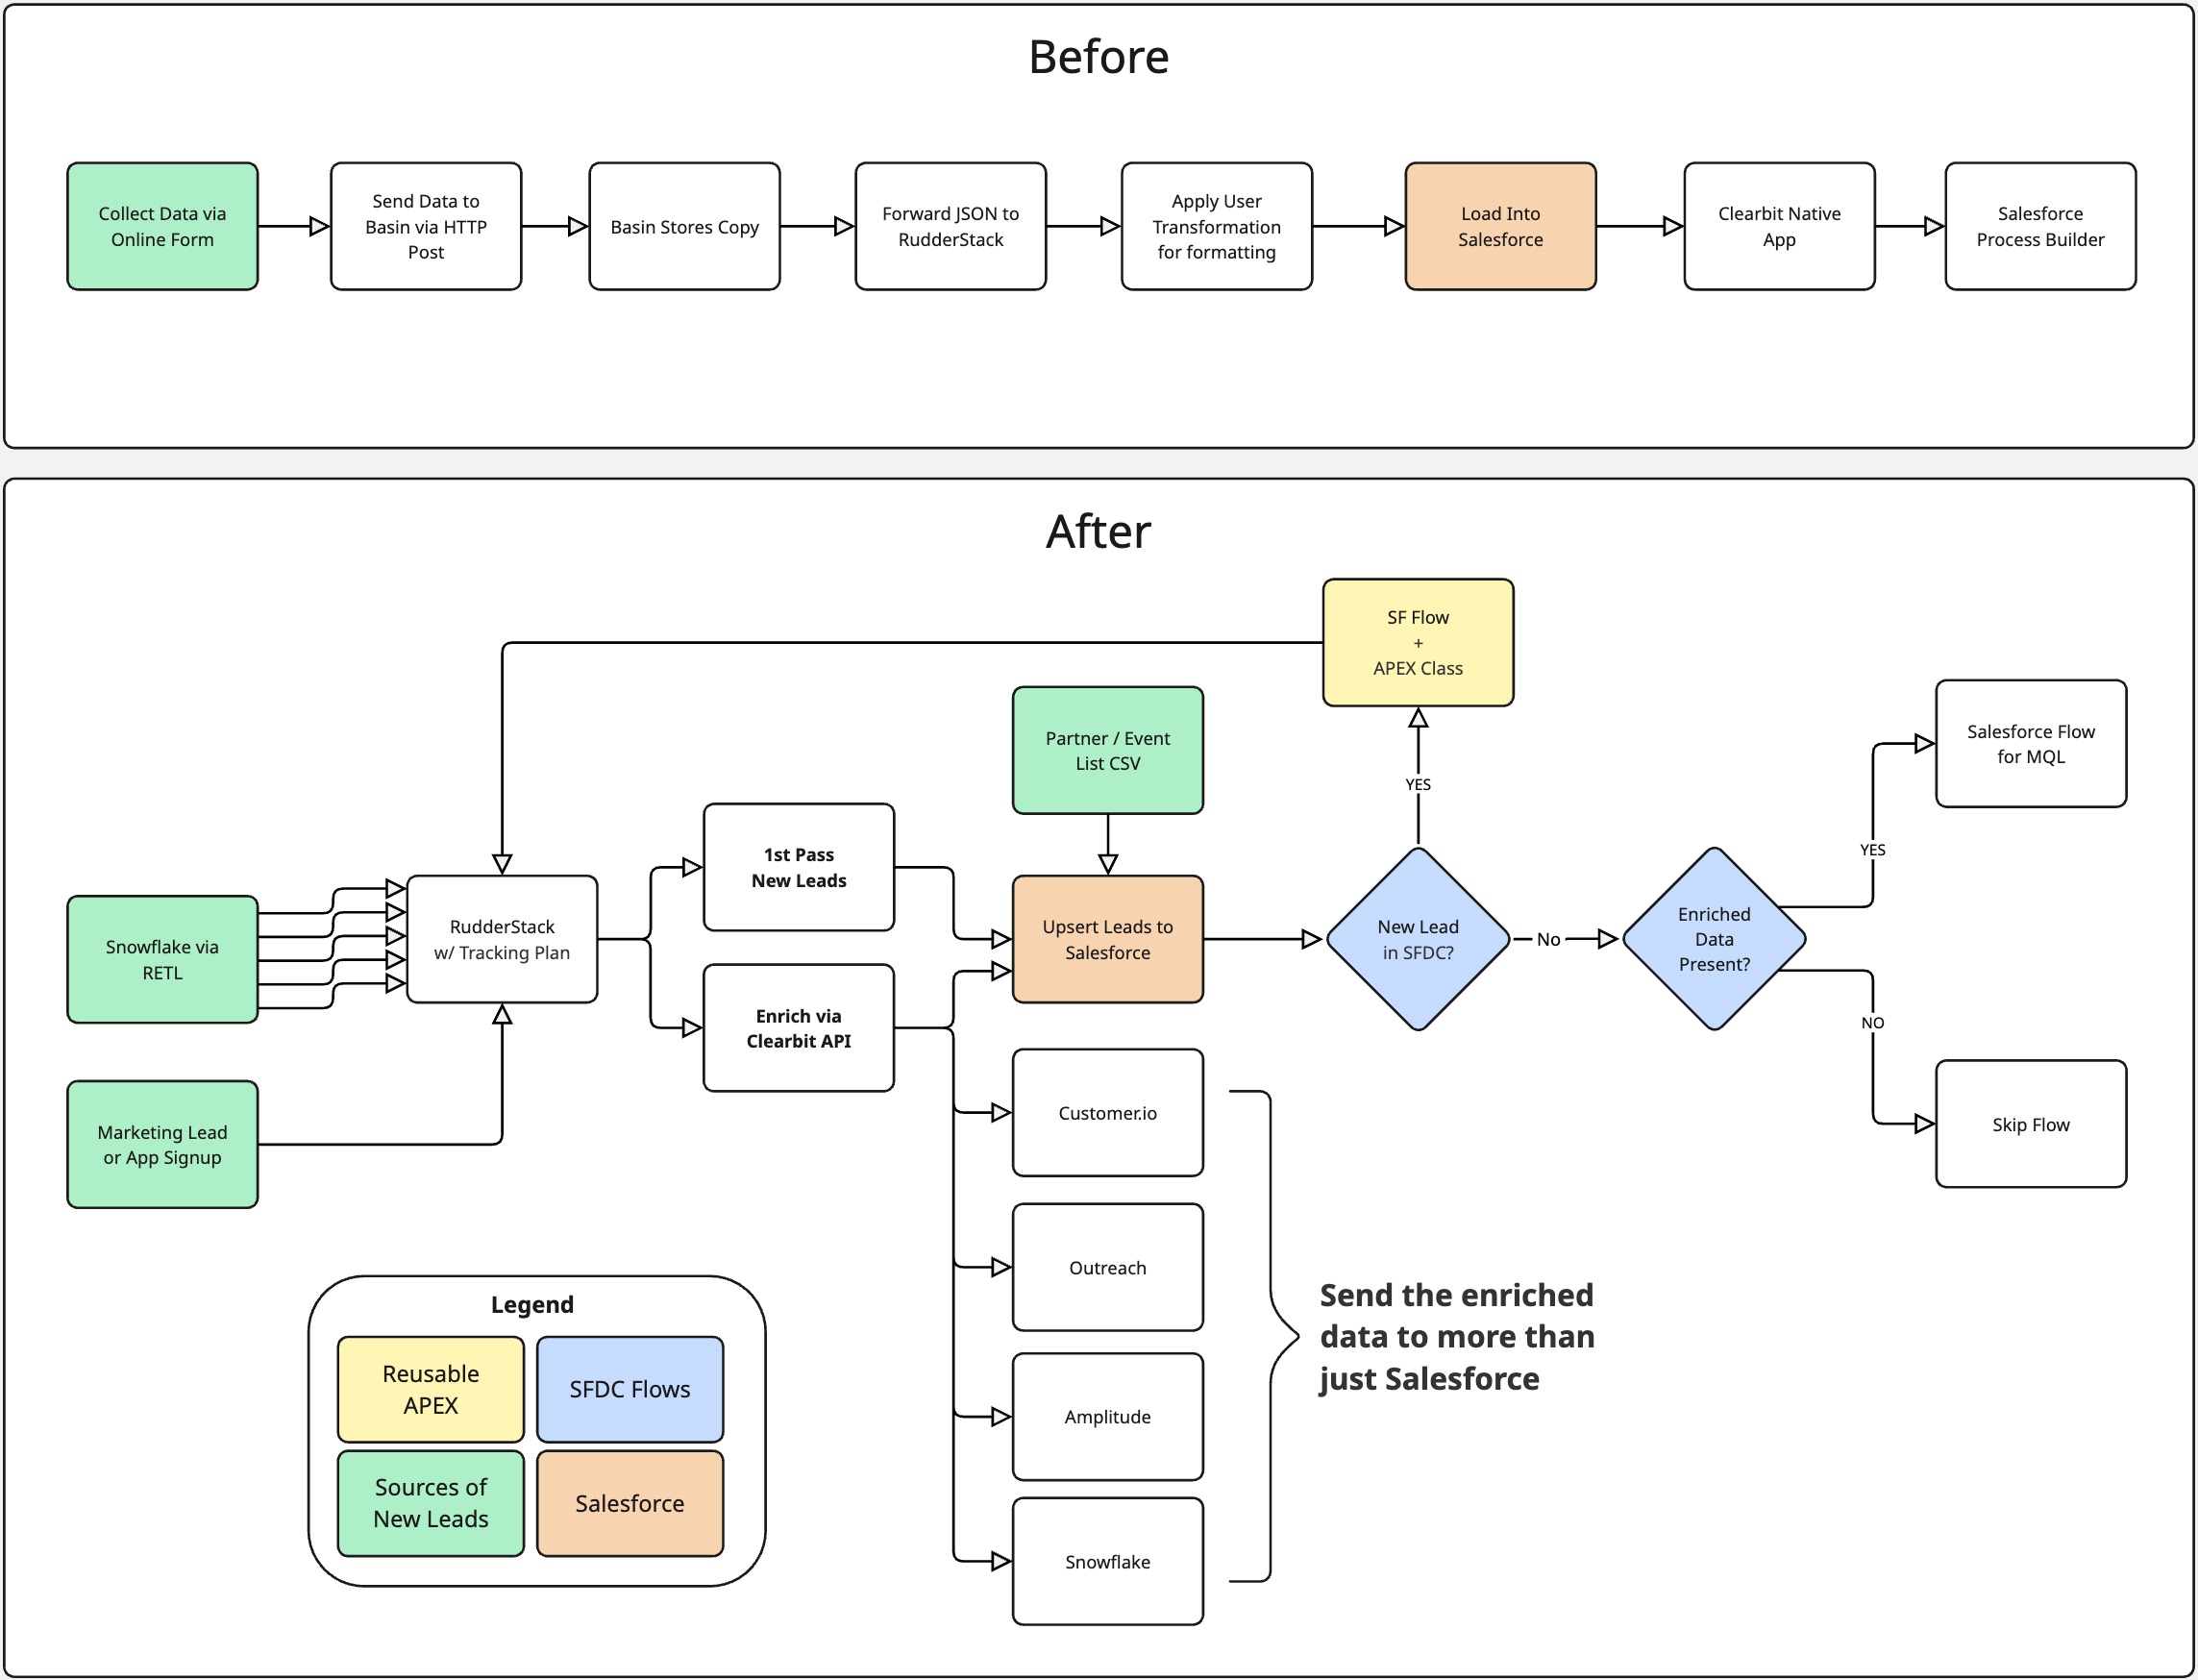 Before
Collect Data via
Online Form
Send Data to
Basin via HTTP
Post
Basin Stores Copy
Forward JSON to
RudderStack
Apply User
Transformation
for formatting
Load Into
Salesforce
Clearbit Native
App
Salesforce
Process Builder
After
SF Flow
+
APEX Class
Partner / Event
List CSV
YES
Salesforce Flow
for MQL
1st Pass
New Leads
YES
Snowflake via
RETL
RudderStack
w/ Tracking Plan
Upsert Leads to
Salesforce
New Lead
in SFDC?
No
Enriched
Data
Present?
Enrich via
Clearbit API
NO
Marketing Lead
or App Signup
Customer.io
Skip Flow
Outreach
Amplitude
Snowflake
Send the enriched
data to more than
just Salesforce
Legend
Reusable
APEX
SFDC Flows
Sources of
New Leads
Salesforce